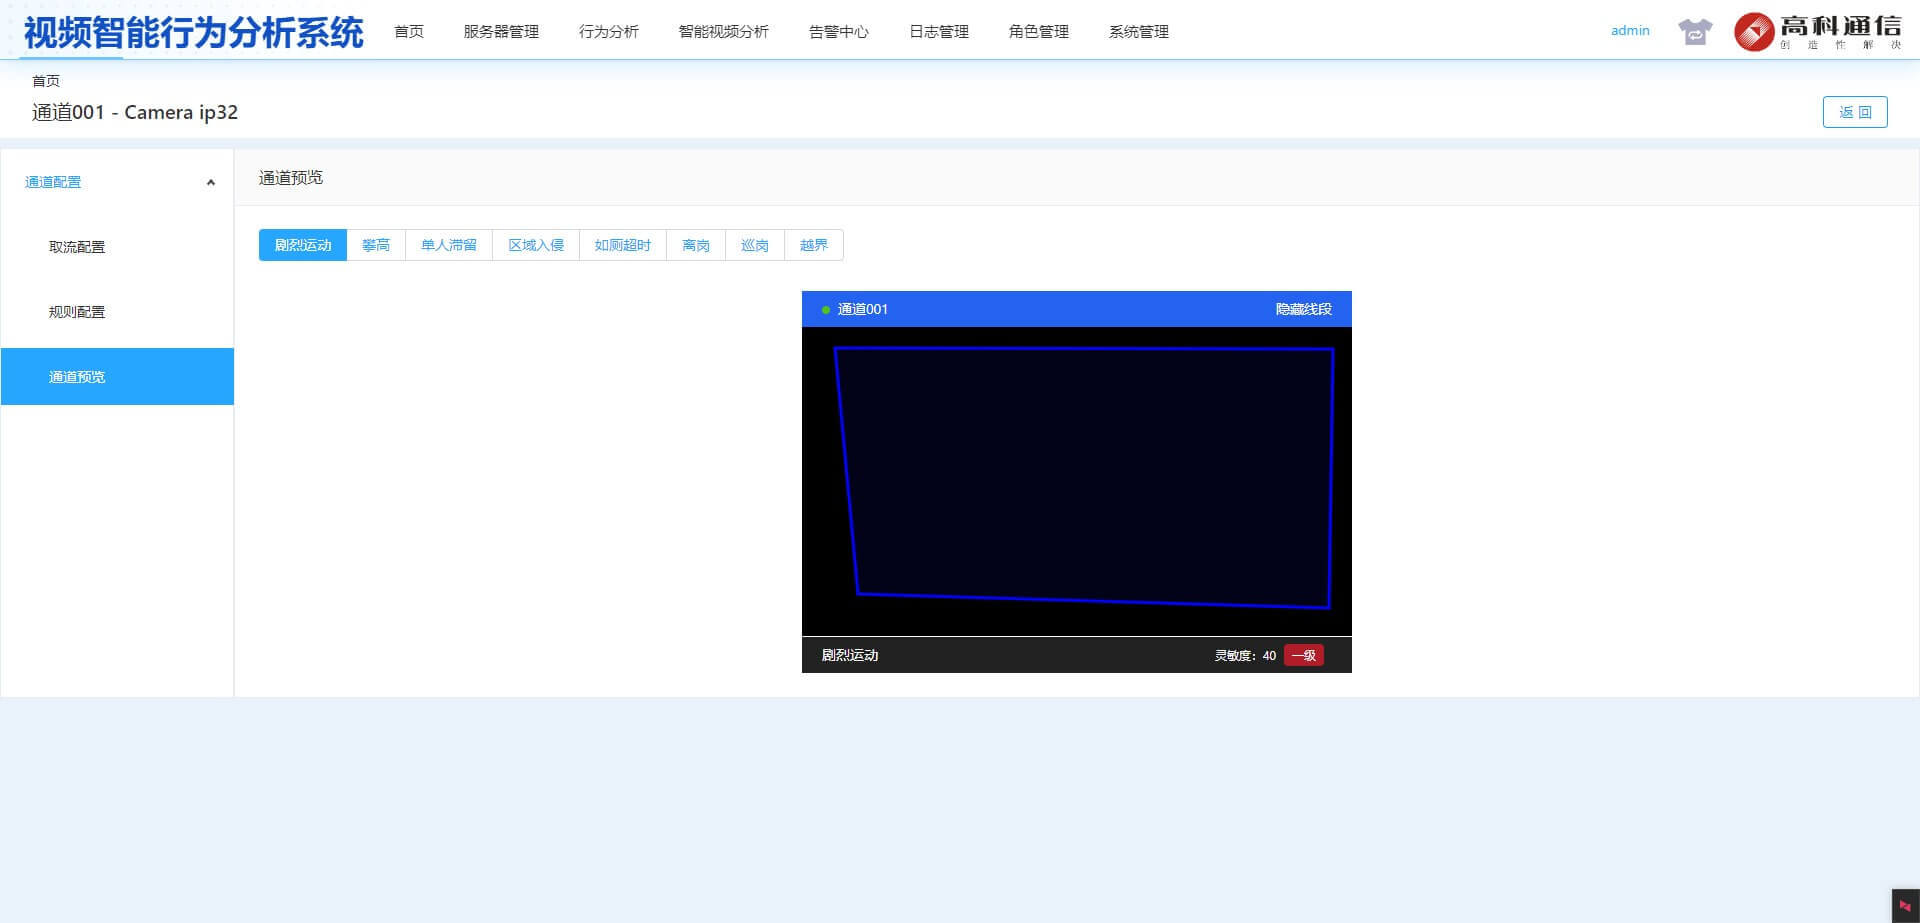 视频智能行为分析系统
首页 服务器管理 行为分析 智能视频分析 告警中心 日志管理 角色管理 系统管理
admin
高科通信
创造性解决
首页
通道001 - Camera ip32
返 回
通道配置
取流配置
规则配置
通道预览
通道预览
剧烈运动 攀高 单人滞留 区域入侵 如厕超时 离岗 巡岗 越界
通道001 隐藏线段
剧烈运动 灵敏度：40 一级